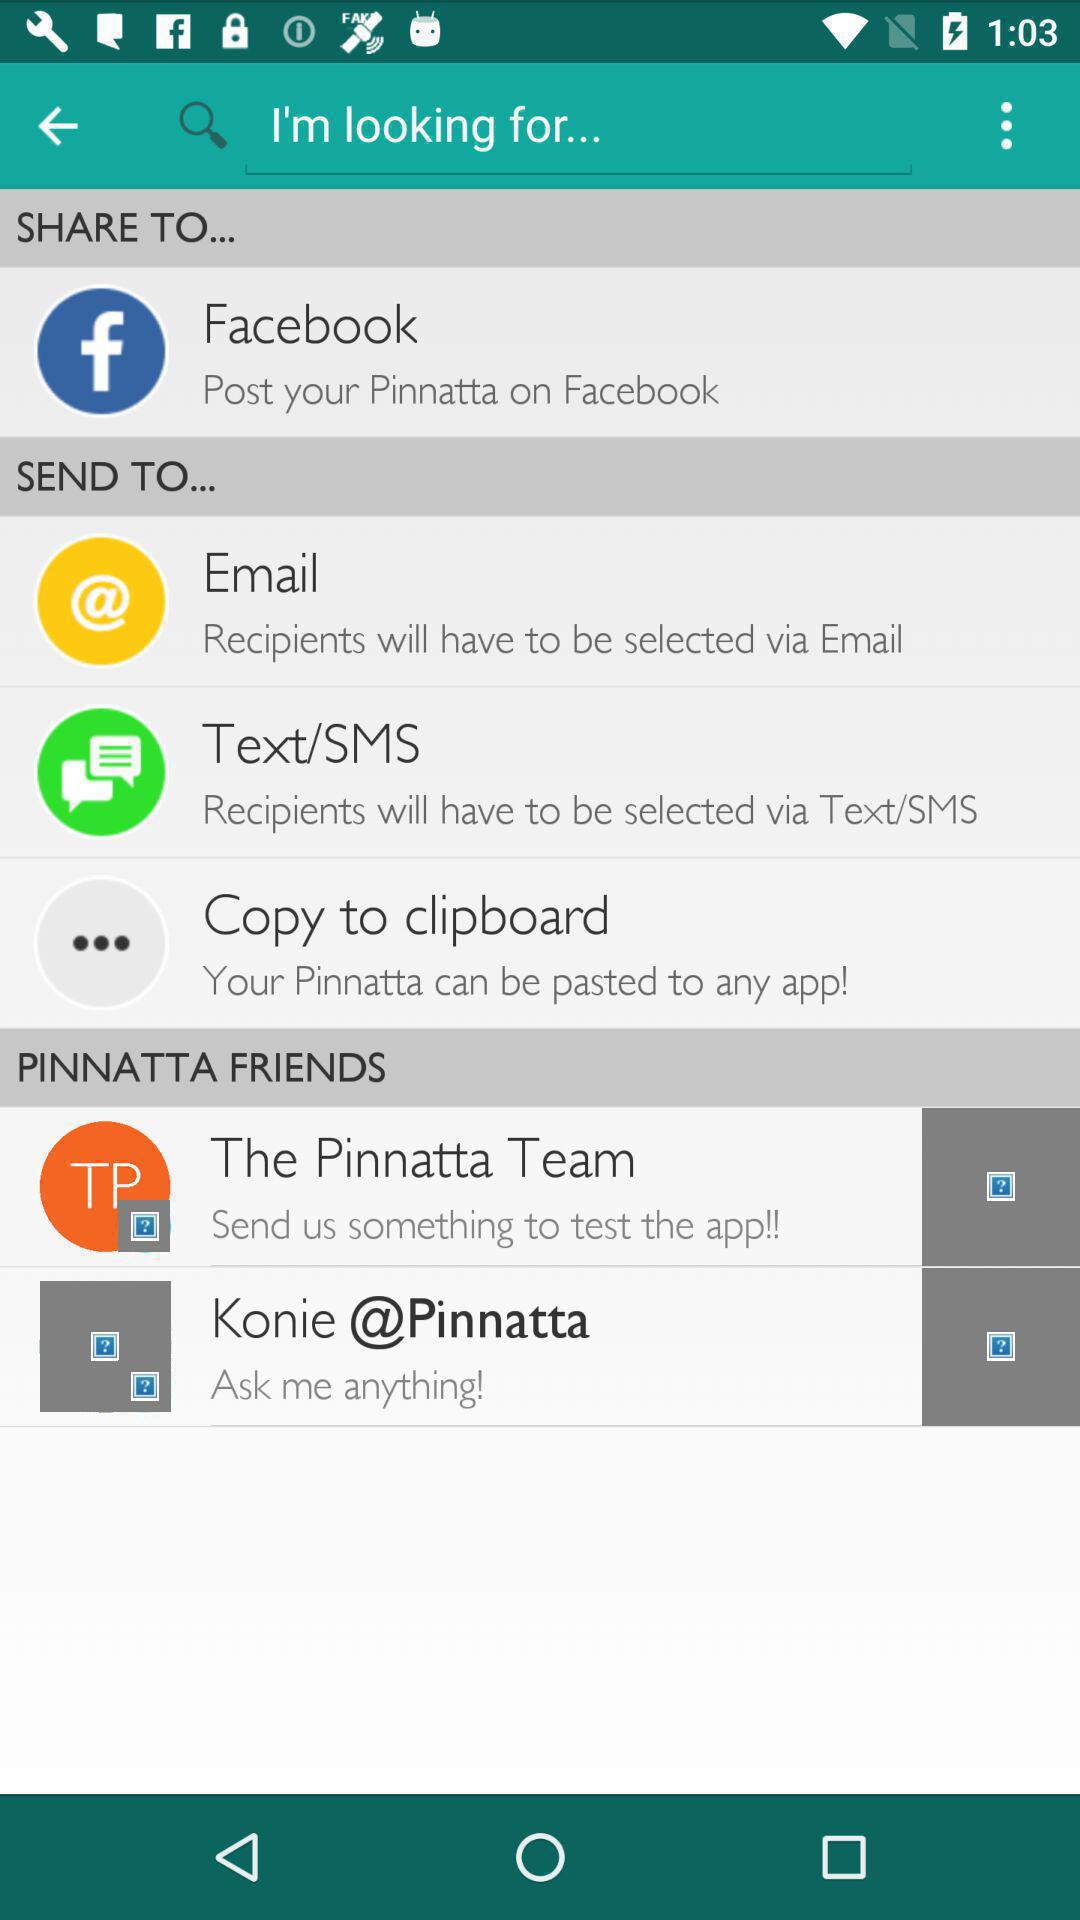 FAKE
1:03
I'm looking for...
SHARE TO...
Facebook
Post your Pinnatta on Facebook
SEND TO...
Email
Recipients will have to be selected via Email
Text/SMS
Recipients will have to be selected via Text/SMS
Copy to clipboard
Your Pinnatta can be pasted to any app!
PINNATTA FRIENDS
TP
The Pinnatta Team
Send us something to test the app!!
Konie @Pinnatta
Ask me anything!